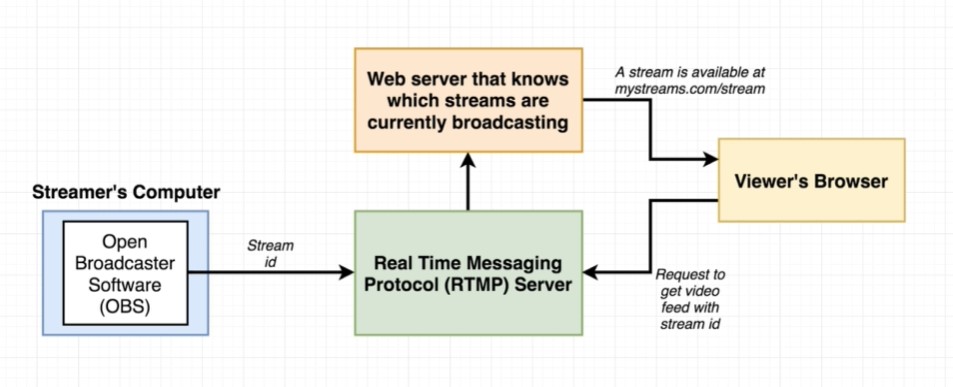 Web server that knows
which streams are
currently broadcasting
A stream is available at
mystreams.com/stream
Viewer's Browser
Streamer's Computer
Open
Broadcaster
Software
(OBS)
Stream
id
Real Time Messaging
Protocol (RTMP) Server
Request to
get video
feed with
stream id